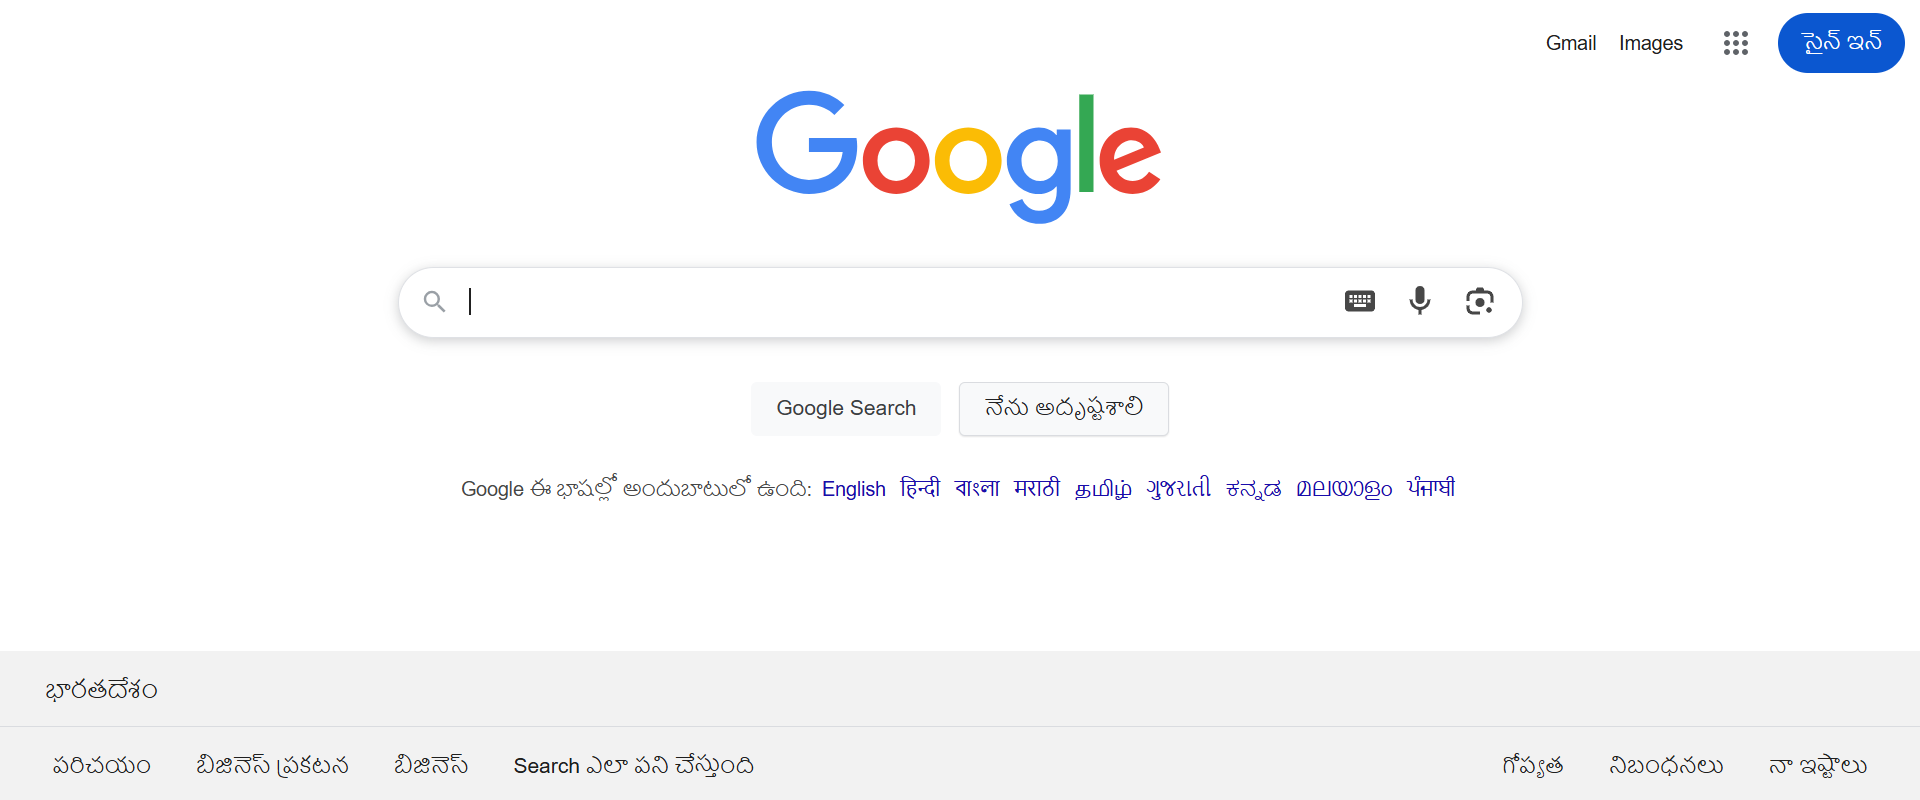 Gmail Images సైన్ ఇన్
Google
Google Search నేను అదృష్టశాలి
Google ఈ భాషల్లో అందుబాటులో ఉంది: English हिन्दी বাংলা मराठी தமிழ் ગુજરાતી ಕನ್ನಡ മലയാളം ਪੰਜਾਬੀ
భారతదేశం
పరిచయం బిజినెస్ ప్రకటన బిజినెస్ Search ఎలా పని చేస్తుంది గోప్యత నిబంధనలు నా ఇష్టాలు